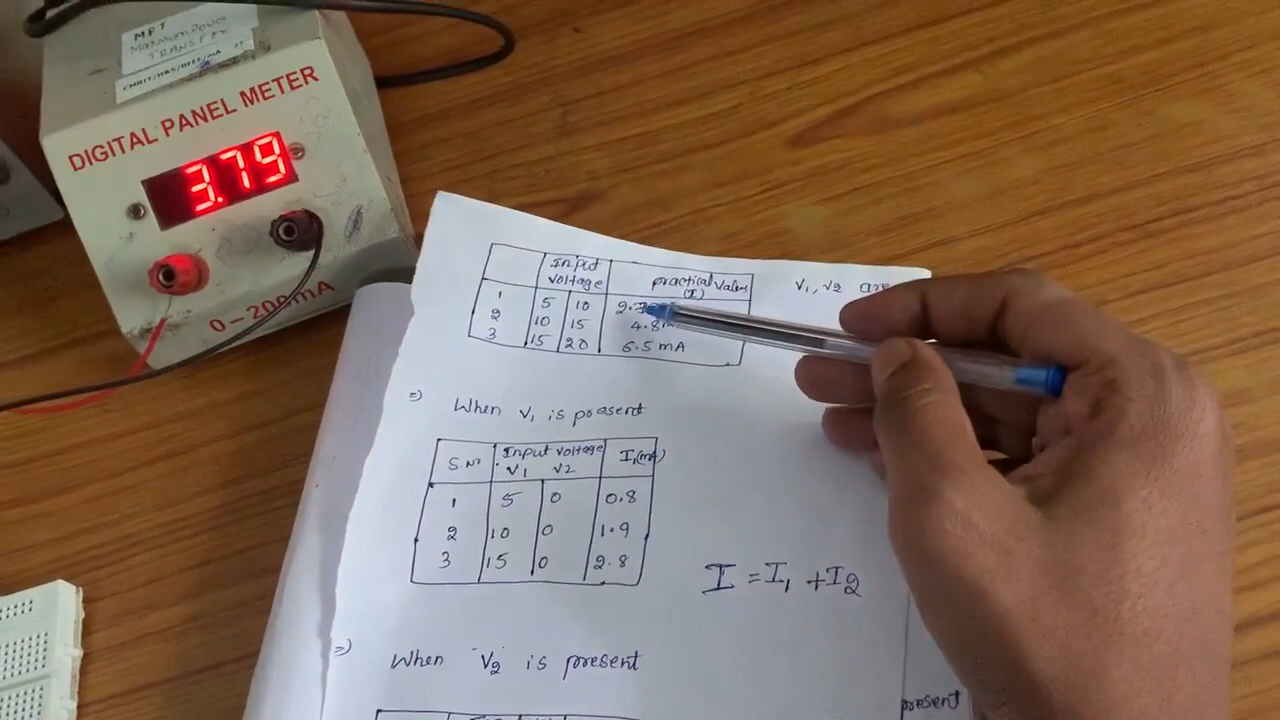 MPT
MAXIMUM POWER
TRANSFER
DIGITAL PANEL METER
3.79
0-200mA
Input
voltage
practical Values
(I)
V1, V2 are
1 5 10 2.
2 10 15 4.8m
3 15 20 6.5 mA
=) When V1 is present
S.No Input voltage I1(mA)
V1 V2
1 5 0 0.8
2 10 0 1.9
3 15 0 2.8
I = I1 + I2
=) When V2 is present
present